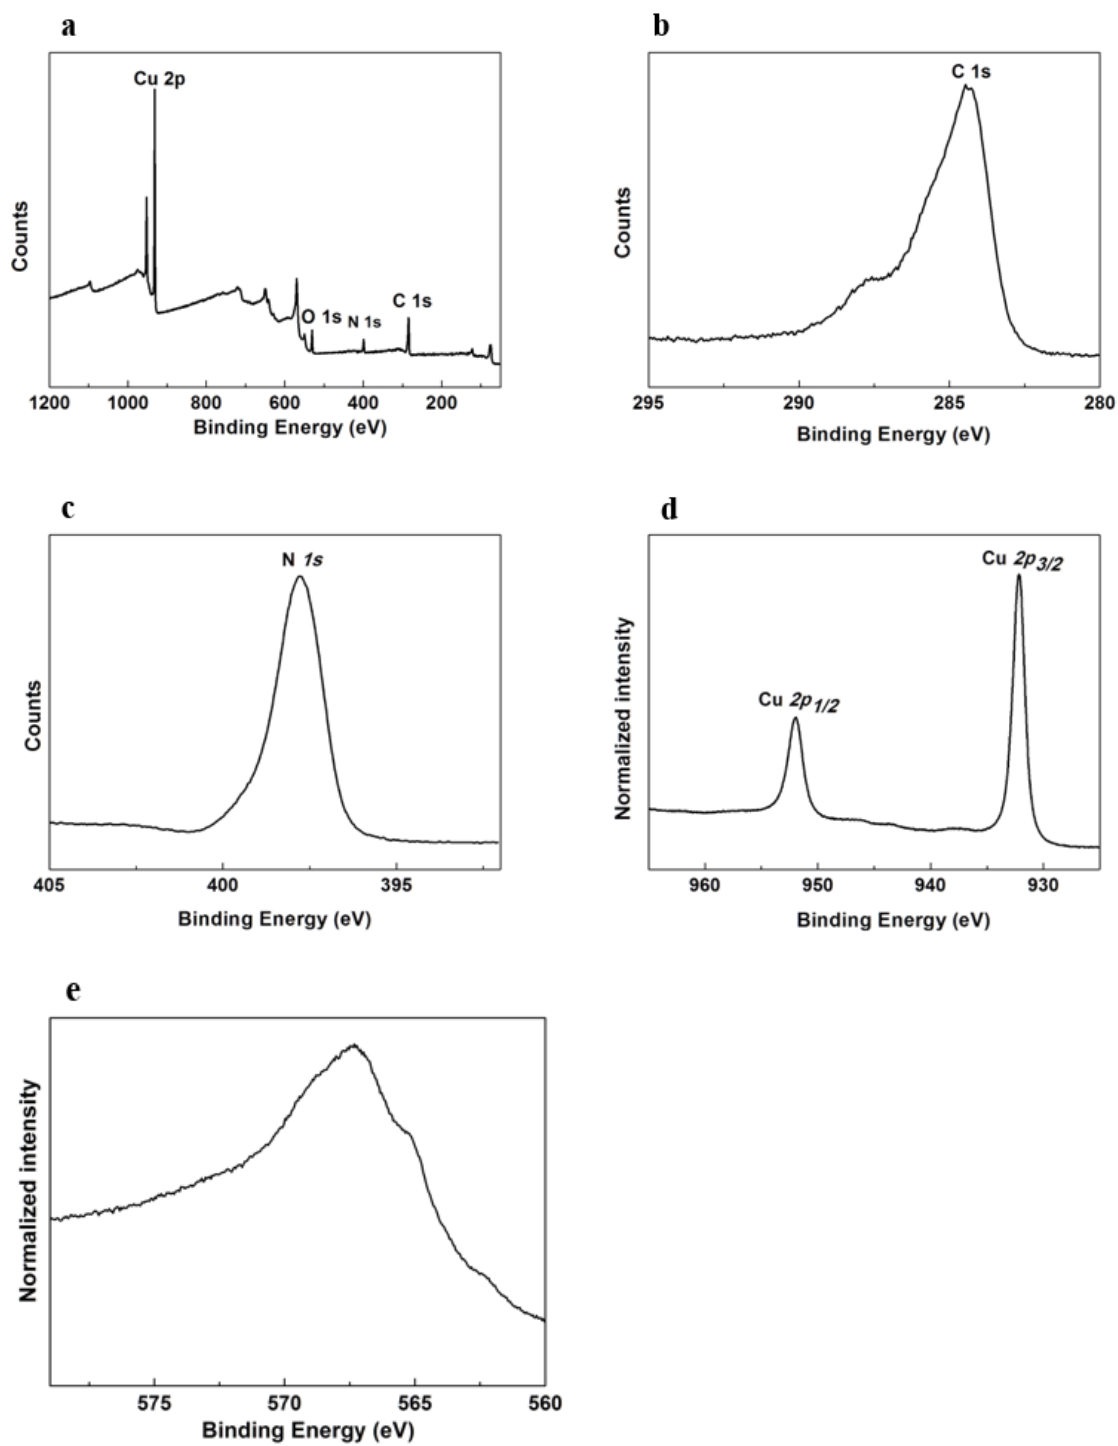 a
Cu 2p
O 1s
N 1s
C 1s
Counts
1200 1000 800 600 400 200
Binding Energy (eV)
b
C 1s
Counts
295 290 285 280
Binding Energy (eV)
c
N 1s
Counts
405 400 395
Binding Energy (eV)
d
Cu 2p3/2
Cu 2p1/2
Normalized intensity
960 950 940 930
Binding Energy (eV)
e
Normalized intensity
575 570 565 560
Binding Energy (eV)